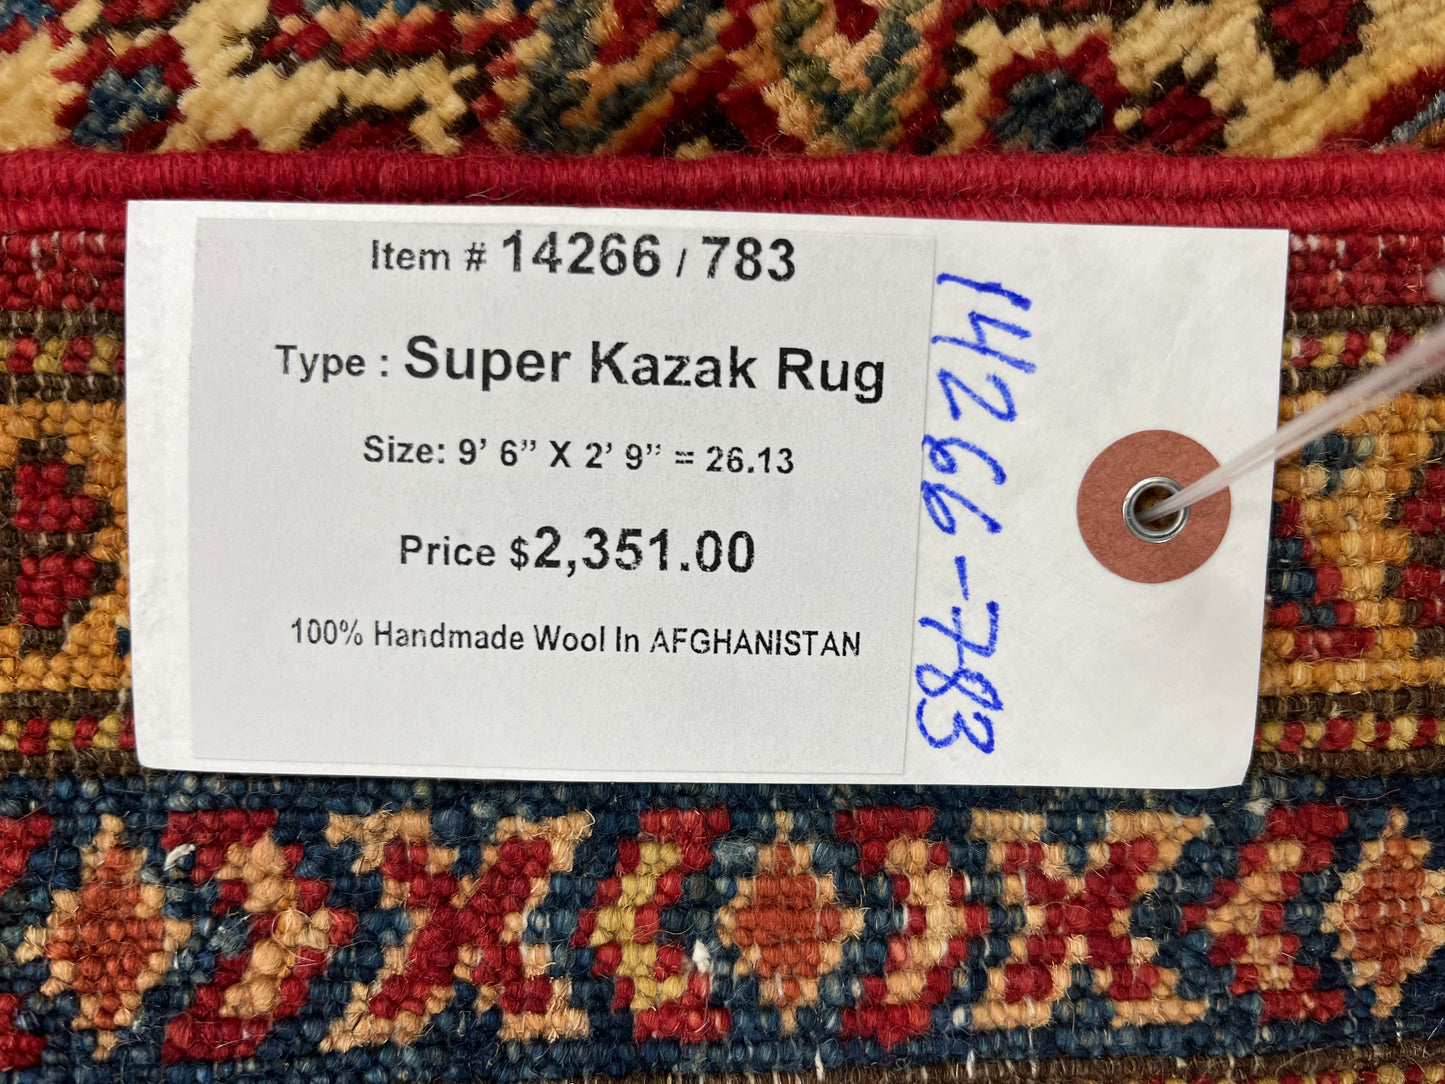 Item # 14266 / 783
Type : Super Kazak Rug
Size: 9’ 6” X 2’ 9” = 26.13
Price $2,351.00
100% Handmade Wool In AFGHANISTAN
14266-783